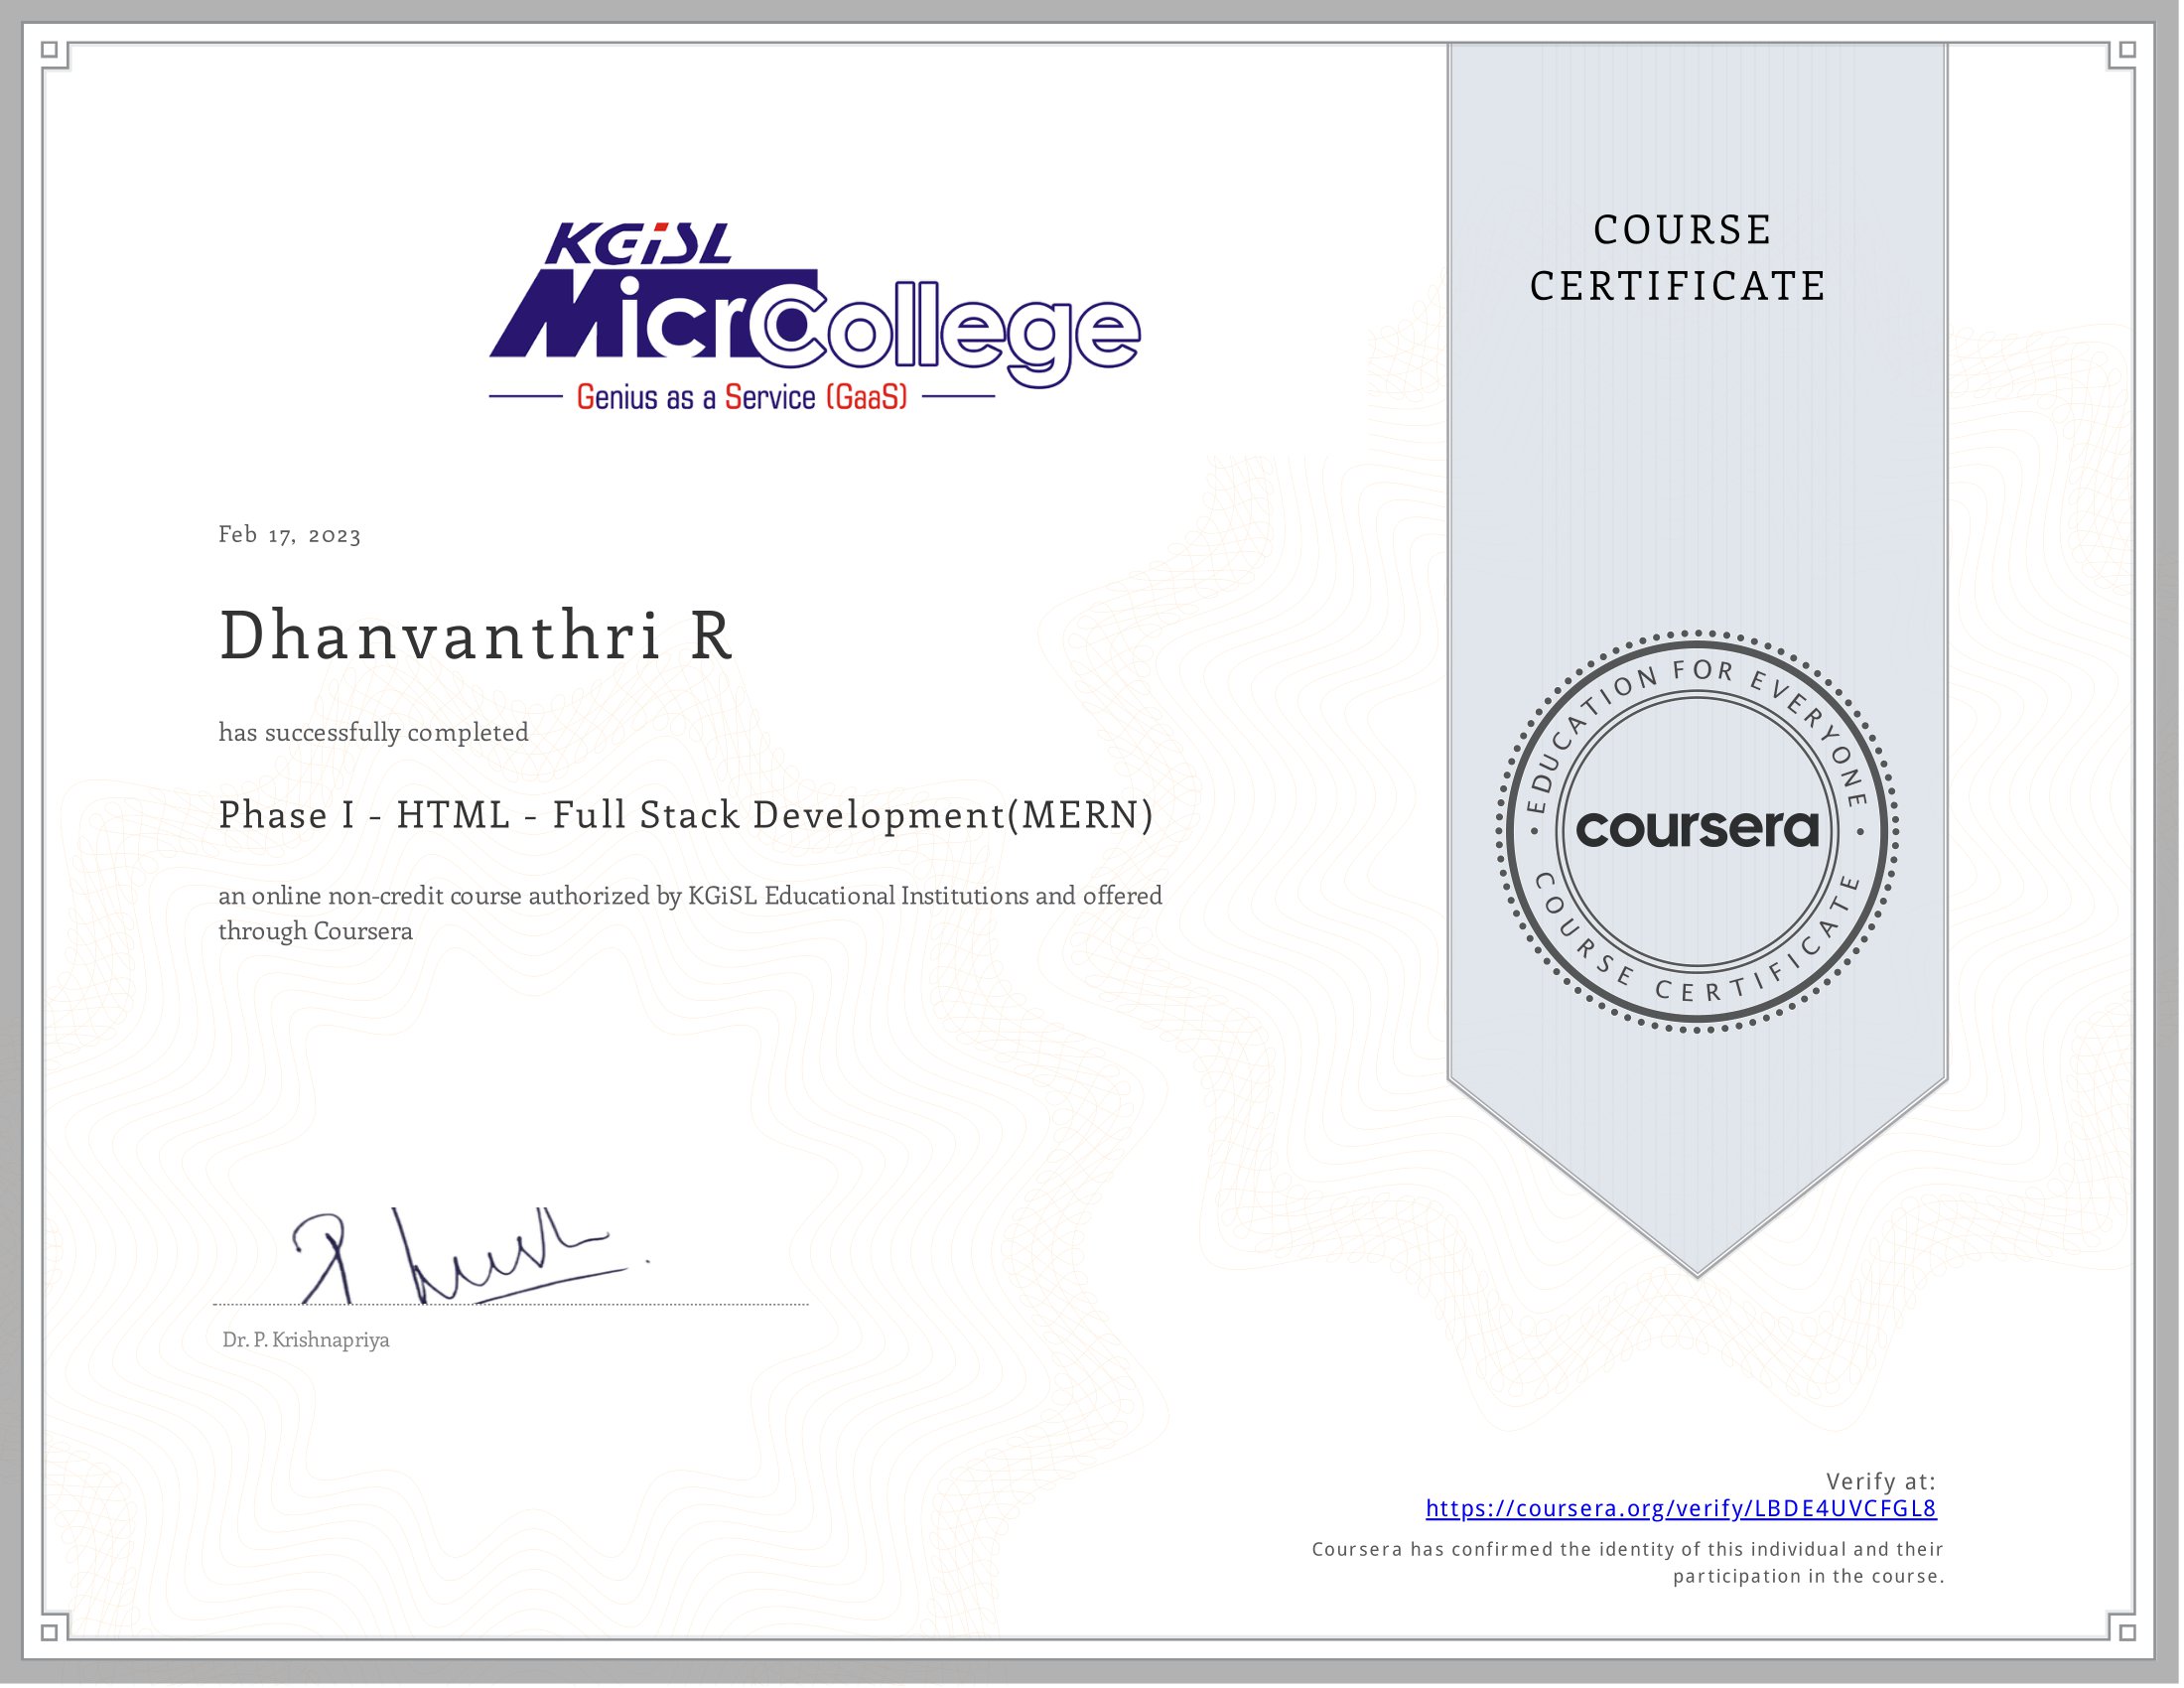 KGiSL
MicroCollege
Genius as a Service (GaaS)
COURSE
CERTIFICATE
Feb 17, 2023
Dhanvanthri R
has successfully completed
Phase I - HTML - Full Stack Development(MERN)
an online non-credit course authorized by KGiSL Educational Institutions and offered
through Coursera
EDUCATION FOR EVERYONE
coursera
COURSE CERTIFICATE
Dr. P. Krishnapriya
Verify at:
https://coursera.org/verify/LBDE4UVCFGL8
Coursera has confirmed the identity of this individual and their
participation in the course.